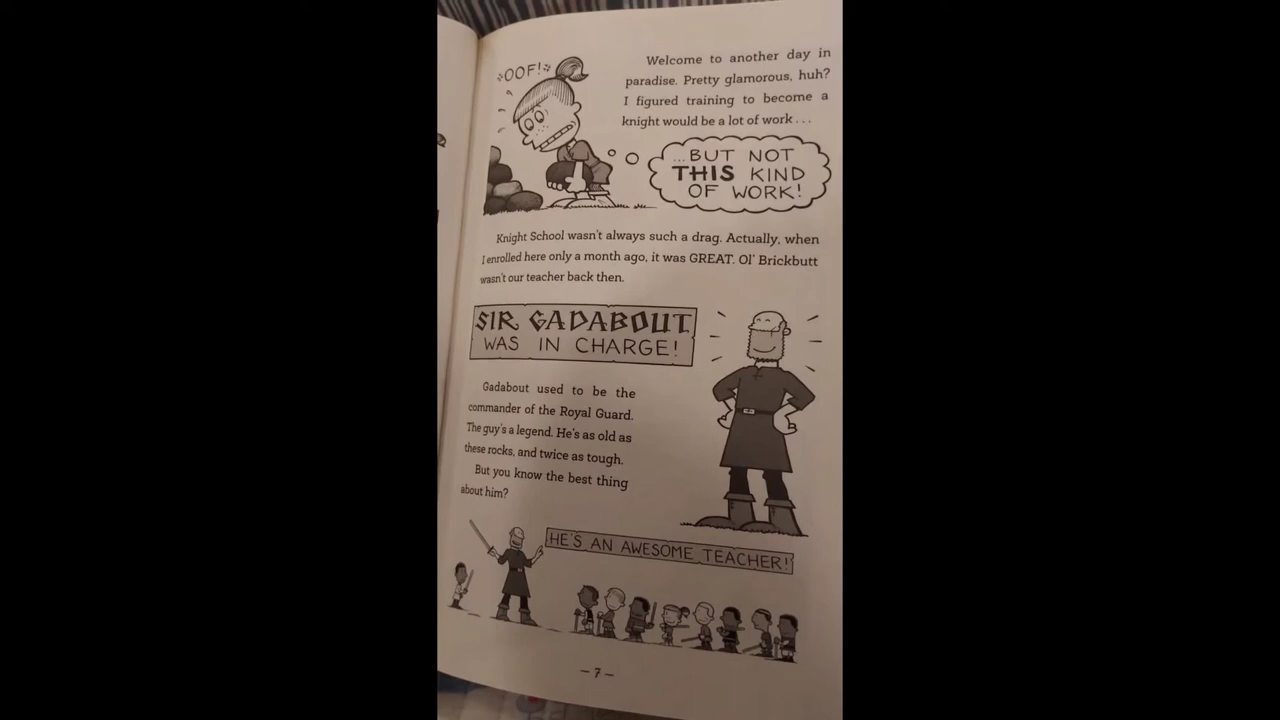 *OOF!*
Welcome to another day in
paradise. Pretty glamorous, huh?
I figured training to become a
knight would be a lot of work . . .
...BUT NOT
THIS KIND
OF WORK!
Knight School wasn't always such a drag. Actually, when
I enrolled here only a month ago, it was GREAT. Ol' Brickbutt
wasn't our teacher back then.
SIR GADABOUT
WAS IN CHARGE!
Gadabout used to be the
commander of the Royal Guard.
The guy's a legend. He's as old as
these rocks, and twice as tough.
But you know the best thing
about him?
HE'S AN AWESOME TEACHER!
— 7 —